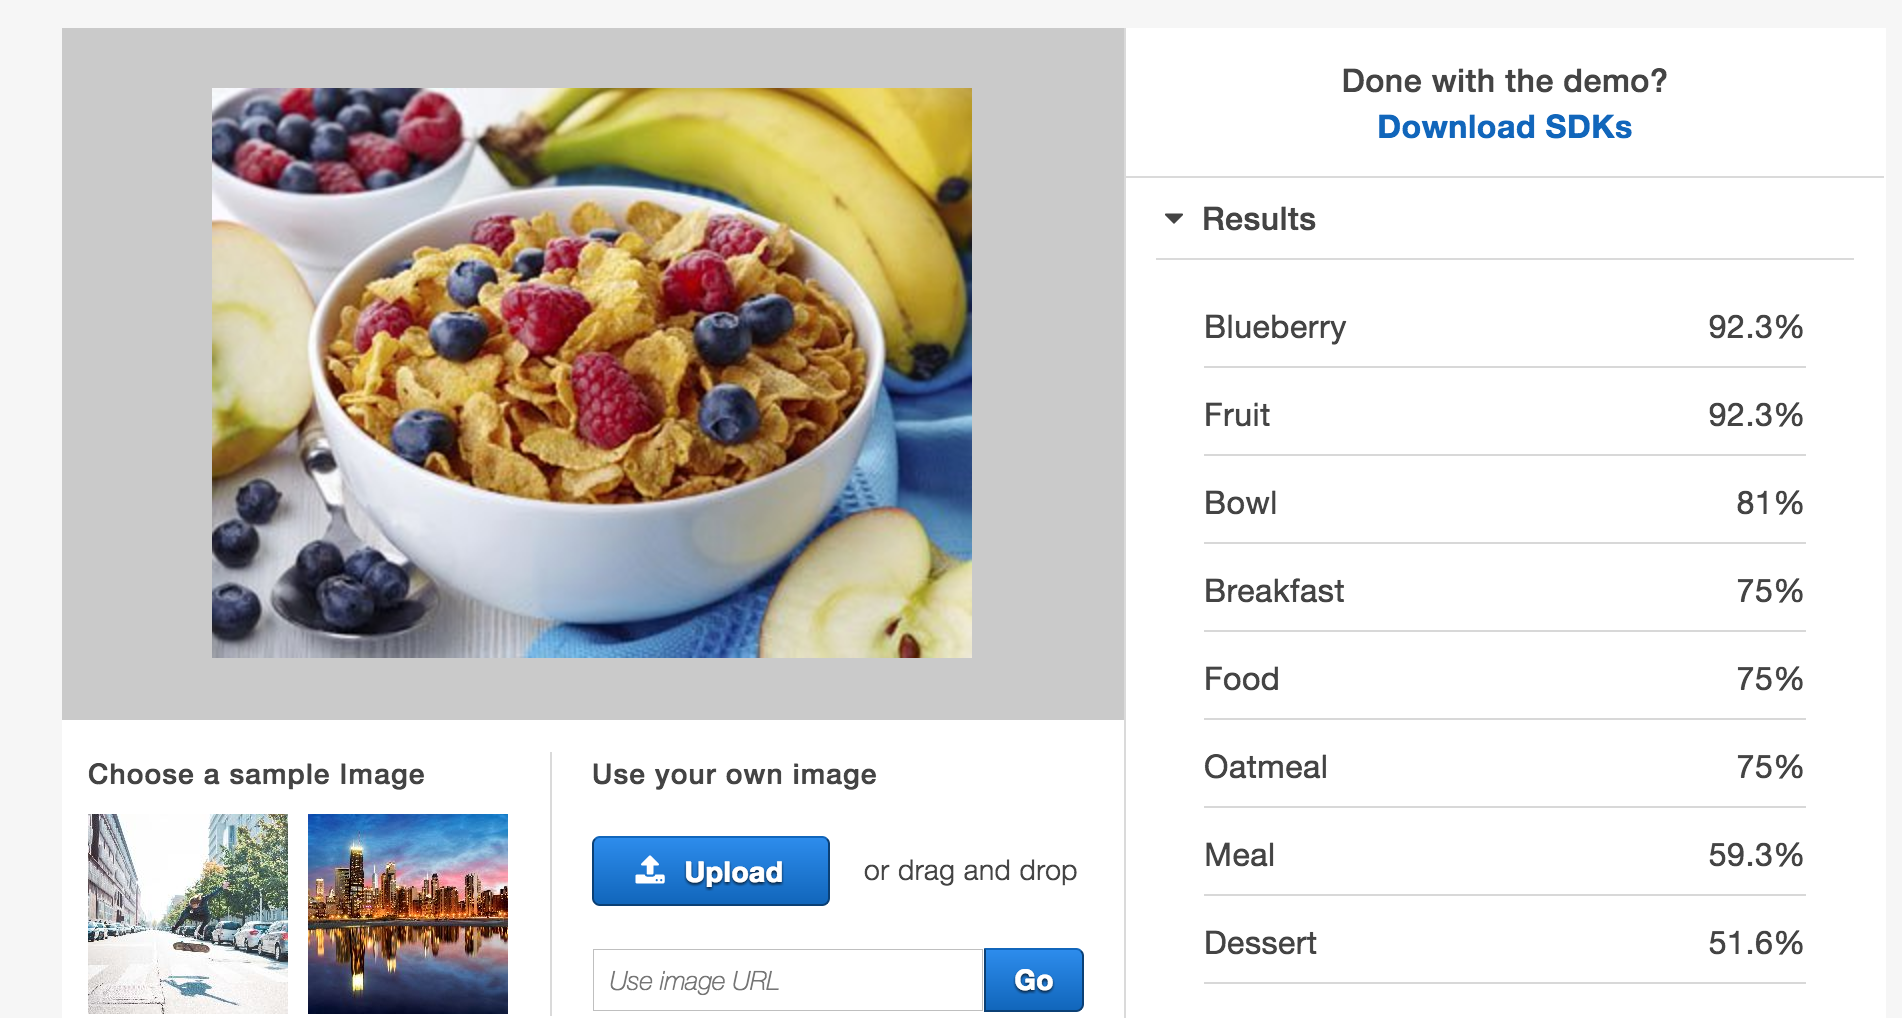 Done with the demo?
Download SDKs
Results
Blueberry 92.3%
Fruit 92.3%
Bowl 81%
Breakfast 75%
Food 75%
Oatmeal 75%
Meal 59.3%
Dessert 51.6%
Choose a sample Image
Use your own image
Upload or drag and drop
Use image URL Go